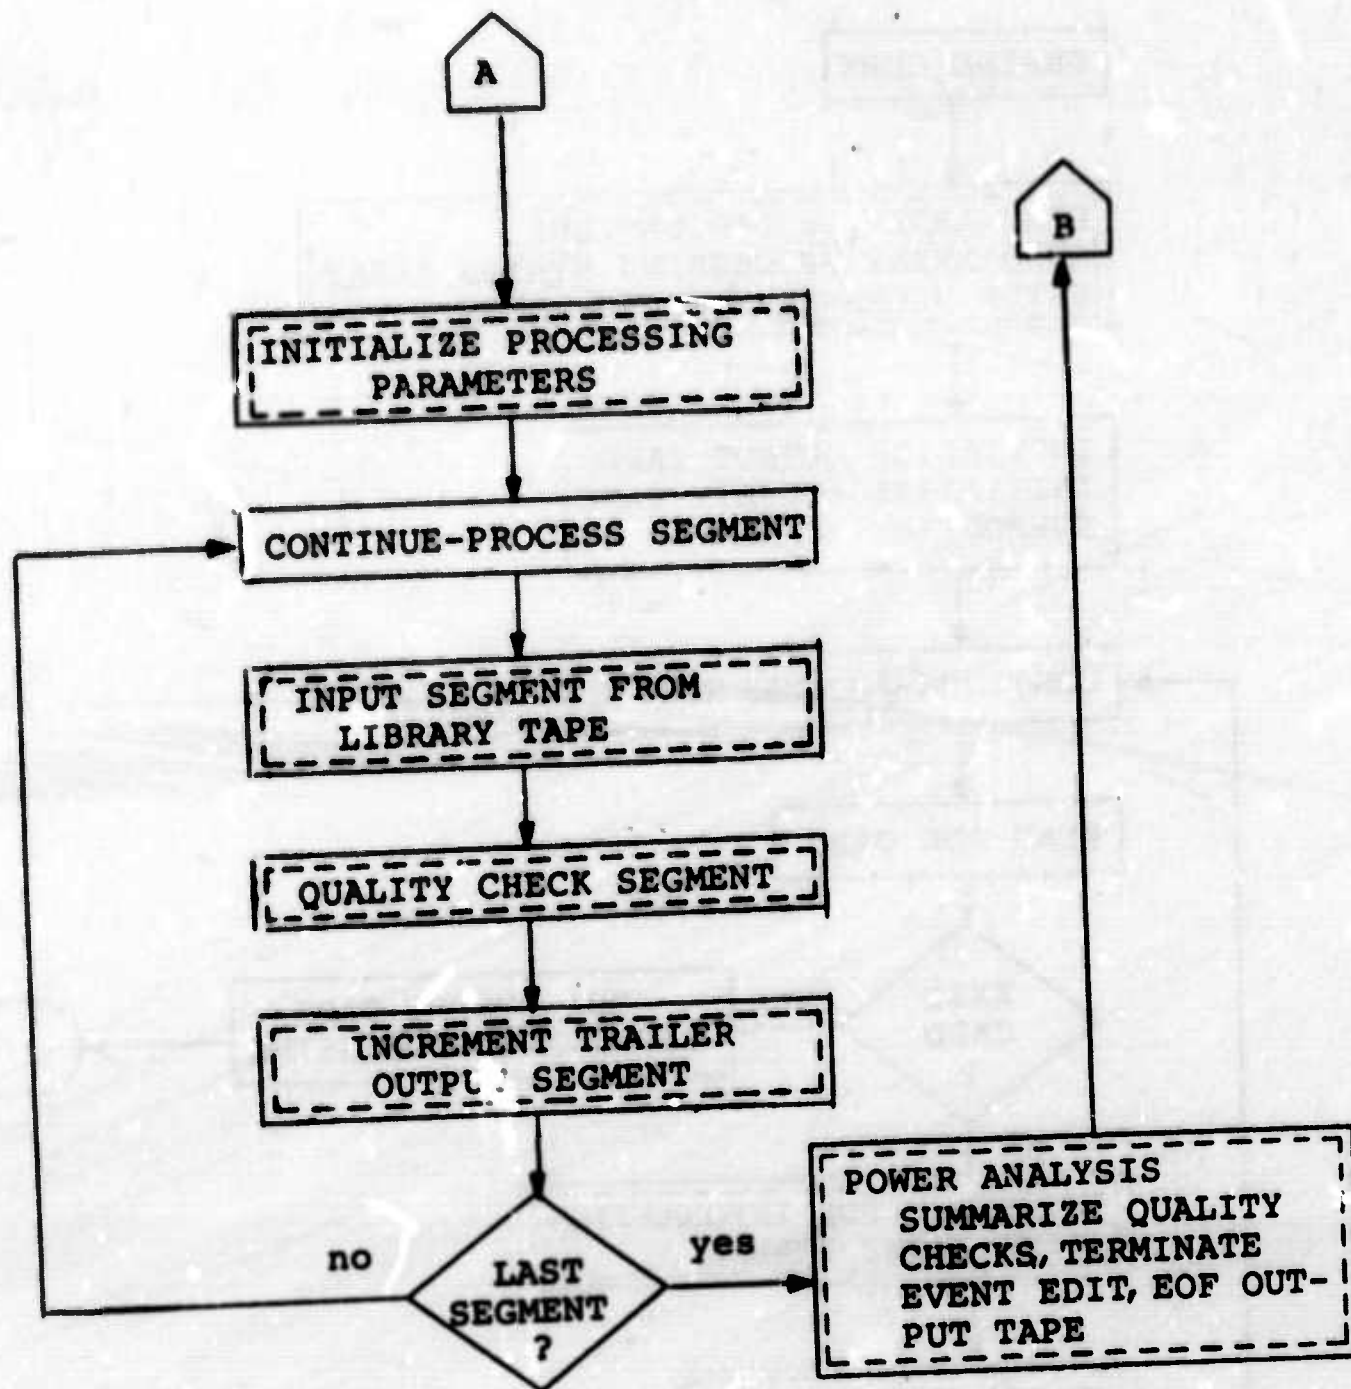 A
B
INITIALIZE PROCESSING
PARAMETERS
CONTINUE-PROCESS SEGMENT
INPUT SEGMENT FROM
LIBRARY TAPE
QUALITY CHECK SEGMENT
INCREMENT TRAILER
SEGMENT
no
LAST
SEGMENT
?
yes
POWER ANALYSIS
SUMMARIZE QUALITY
CHECKS, TERMINATE
EVENT EDIT, EOF OUT-
PUT TAPE